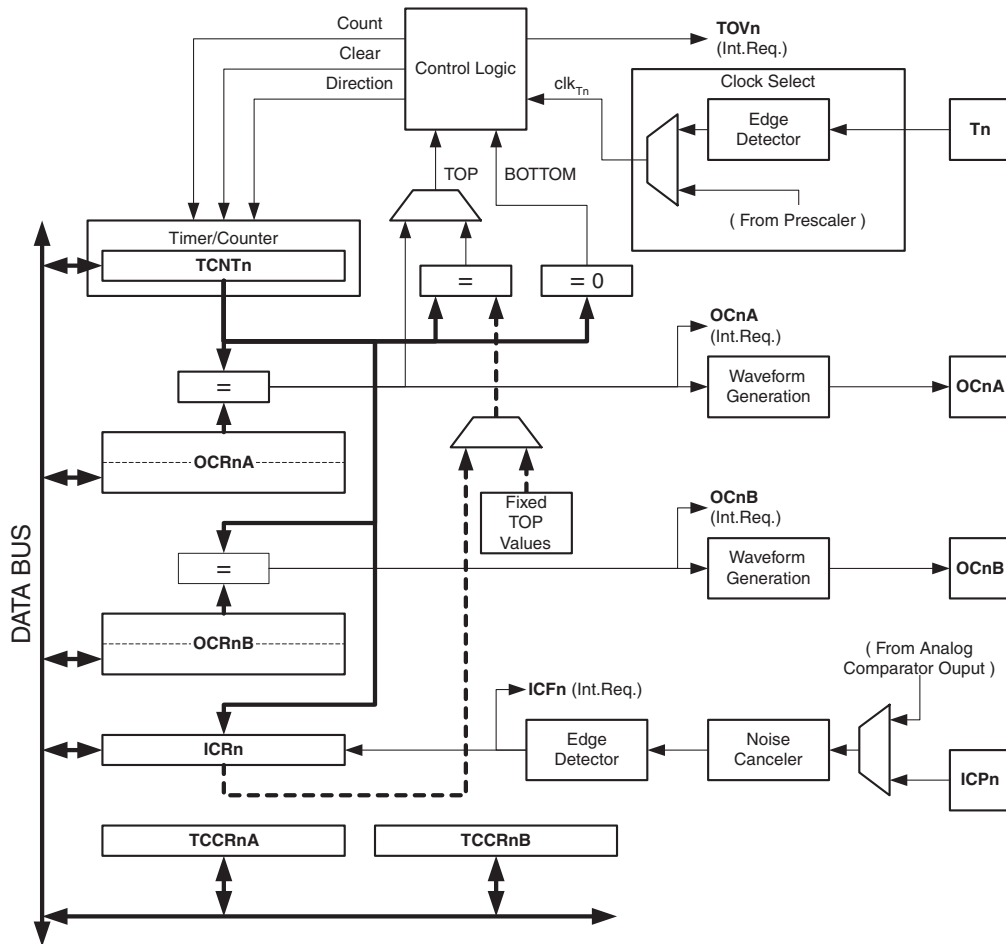 Count
Clear
Direction
Control Logic
TOVn
(Int.Req.)
clkTn
Clock Select
Edge
Detector
Tn
( From Prescaler )
TOP
BOTTOM
Timer/Counter
TCNTn
=
= 0
OCnA
(Int.Req.)
=
Waveform
Generation
OCnA
OCRnA
Fixed
TOP
Values
OCnB
(Int.Req.)
=
Waveform
Generation
OCnB
OCRnB
DATA BUS
( From Analog
Comparator Ouput )
ICFn (Int.Req.)
ICRn
Edge
Detector
Noise
Canceler
ICPn
TCCRnA
TCCRnB